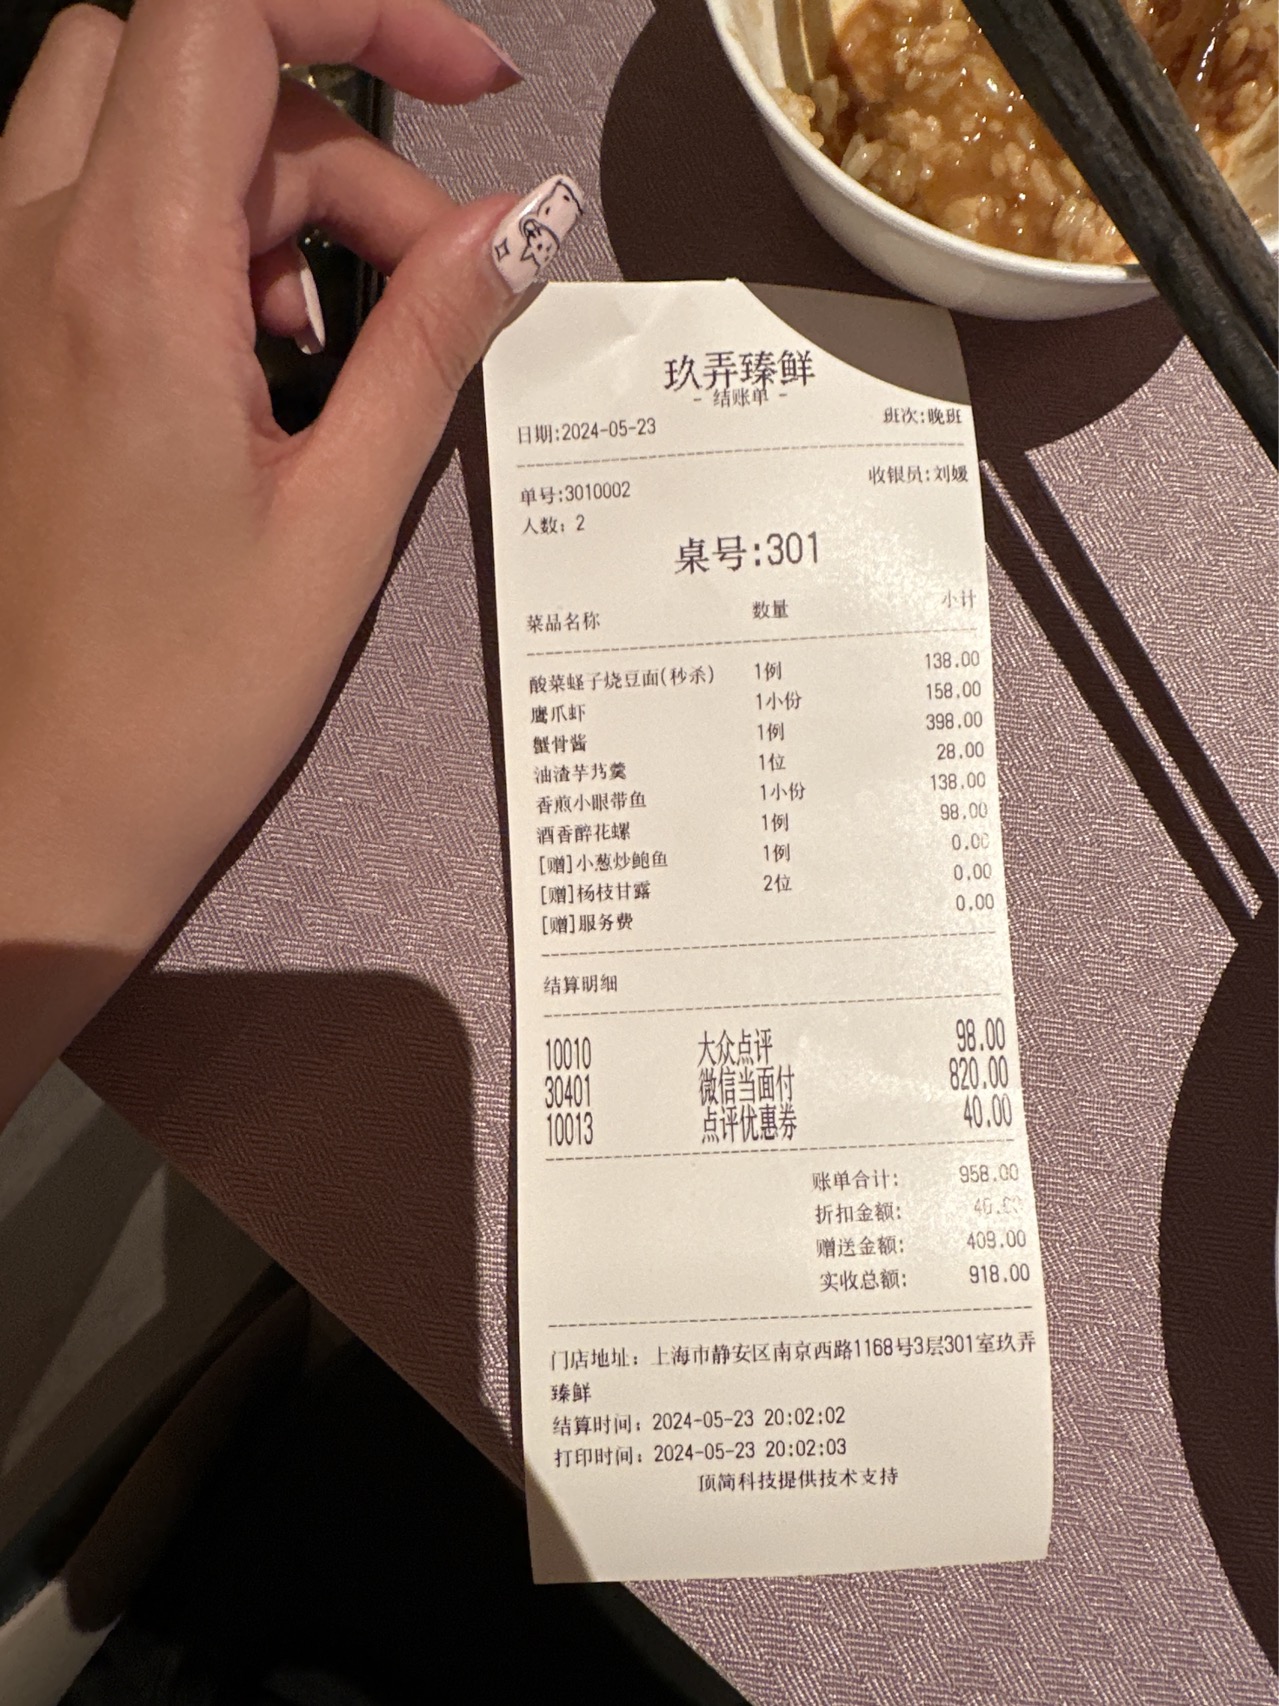 玖弄臻鲜
- 结账单 -
日期:2024-05-23 班次:晚班
单号:3010002 收银员:刘媛
人数: 2
桌号:301
菜品名称 数量 小计
酸菜蛏子烧豆面(秒杀) 1例 138.00
鹰爪虾 1小份 158.00
蟹骨酱 1例 398.00
油渣芋艿羹 1位 28.00
香煎小眼带鱼 1小份 138.00
酒香醉花螺 1例 98.00
[赠]小葱炒鲍鱼 1例 0.00
[赠]杨枝甘露 2位 0.00
[赠]服务费 0.00
结算明细
10010 大众点评 98.00
30401 微信当面付 820.00
10013 点评优惠券 40.00
账单合计: 958.00
折扣金额: 40.00
赠送金额: 409.00
实收总额: 918.00
门店地址: 上海市静安区南京西路1168号3层301室玖弄
臻鲜
结算时间: 2024-05-23 20:02:02
打印时间: 2024-05-23 20:02:03
顶简科技提供技术支持